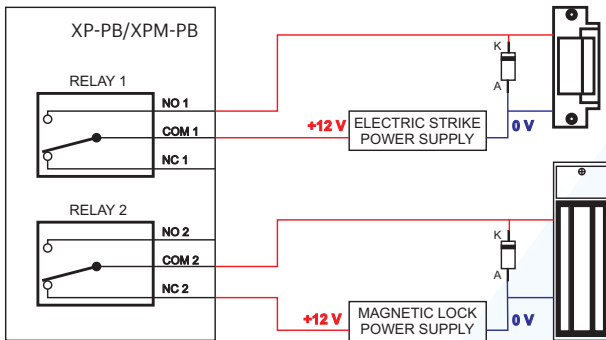 XP-PB/XPM-PB
RELAY 1
NO 1
COM 1
NC 1
K
A
+12 V
ELECTRIC STRIKE
POWER SUPPLY
0 V
RELAY 2
NO 2
COM 2
NC 2
K
A
+12 V
MAGNETIC LOCK
POWER SUPPLY
0 V